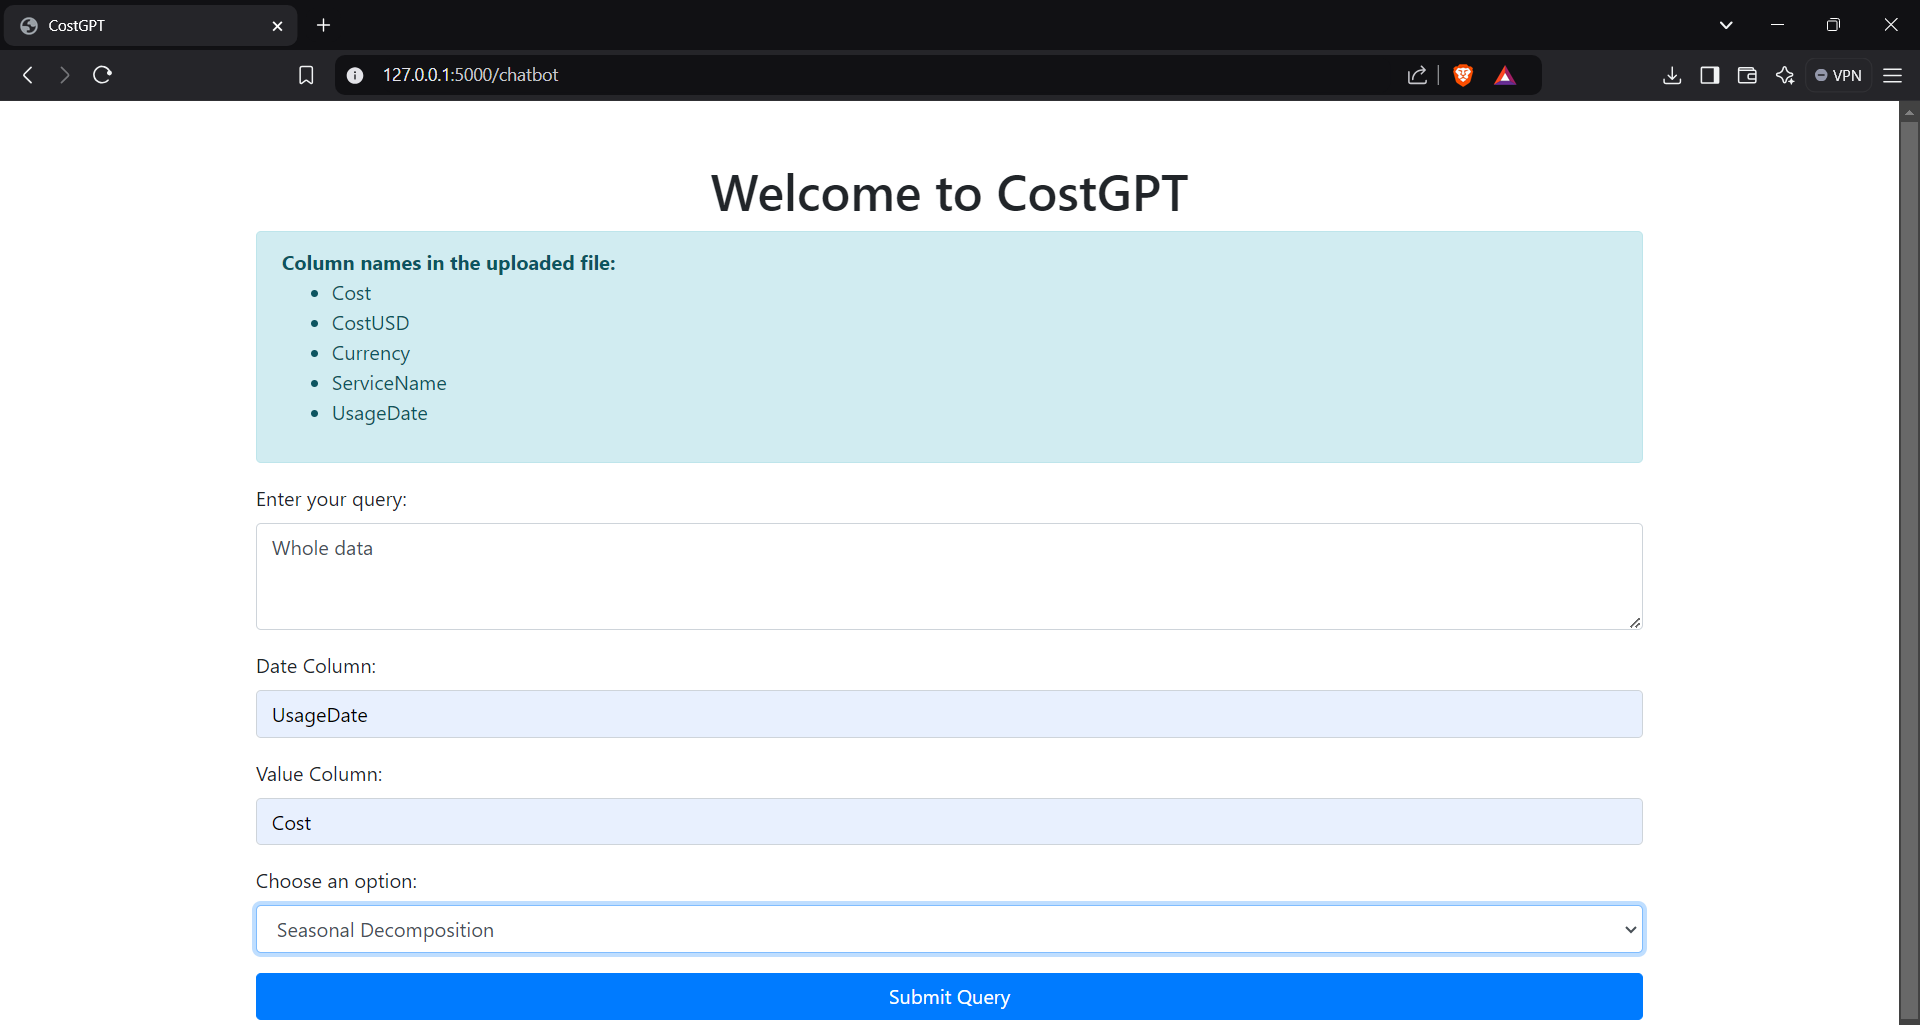 CostGPT
127.0.0.1:5000/chatbot
VPN
Welcome to CostGPT
Column names in the uploaded file:
Cost
CostUSD
Currency
ServiceName
UsageDate
Enter your query:
Whole data
Date Column:
UsageDate
Value Column:
Cost
Choose an option:
Seasonal Decomposition
Submit Query